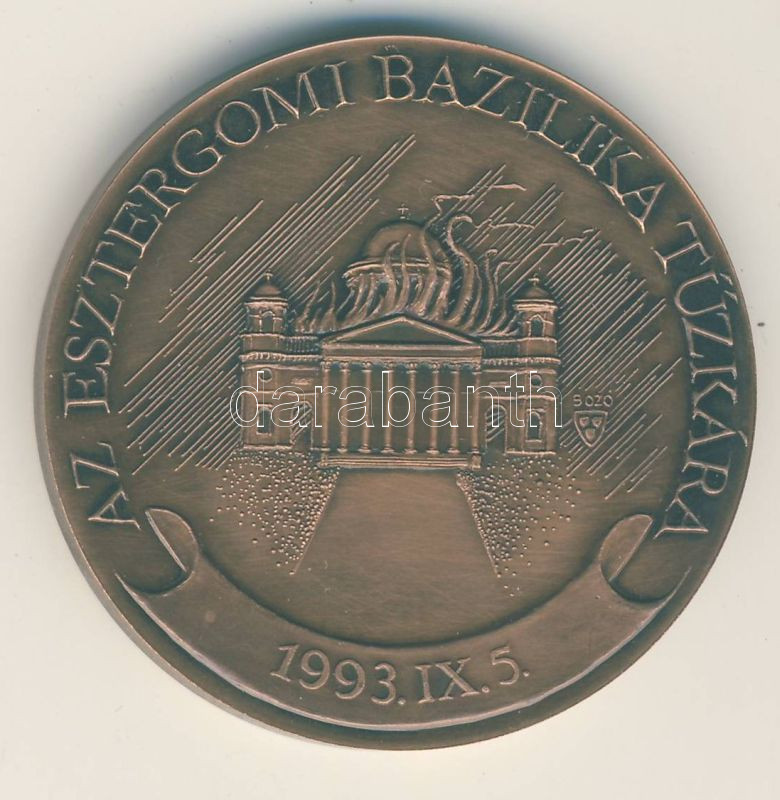 AZ ESZTERGOMI BAZILIKA TŰZKÁRA
BOZÓ
1993.IX.5.
darabanth